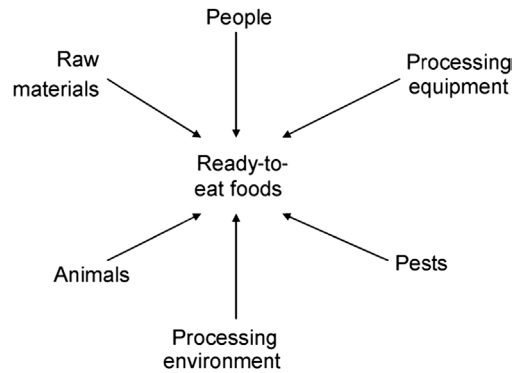 People
Raw
materials
Processing
equipment
Ready-to-
eat foods
Animals
Pests
Processing
environment